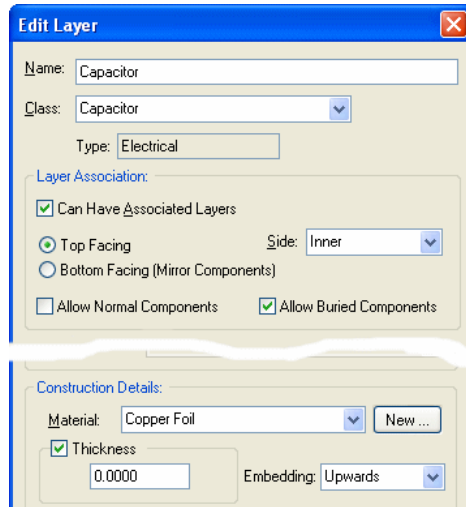 Edit Layer
Name: Capacitor
Class: Capacitor
Type: Electrical
Layer Association:
Can Have Associated Layers
Top Facing Side: Inner
Bottom Facing (Mirror Components)
Allow Normal Components Allow Buried Components
Construction Details:
Material: Copper Foil New ...
Thickness
0.0000 Embedding: Upwards